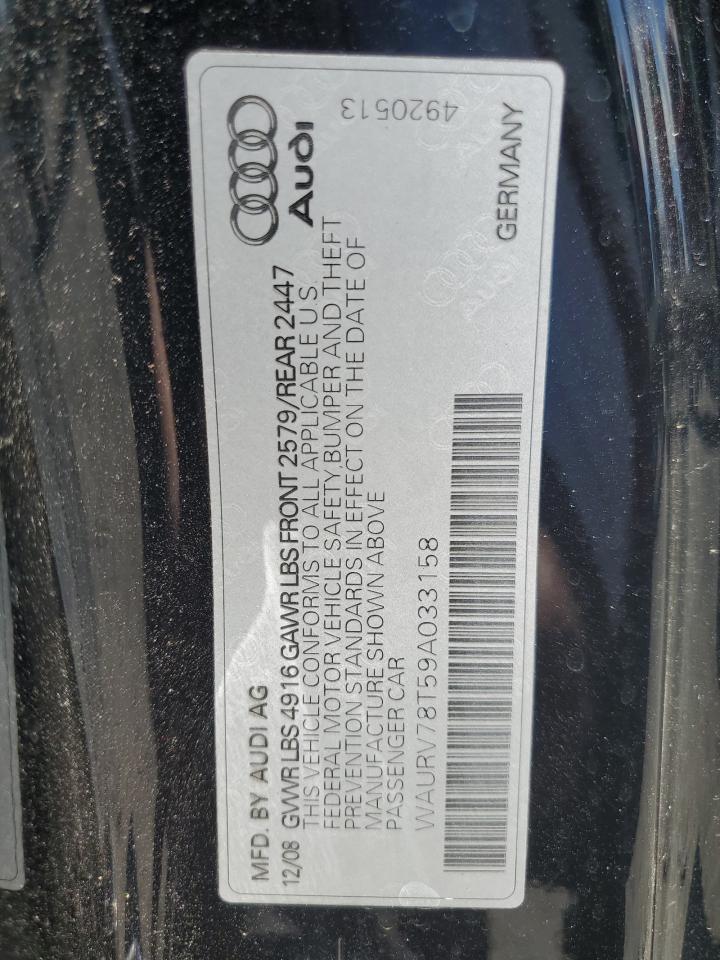 MFD. BY AUDI AG
12/08 GVWR LBS 4916 GAWR LBS FRONT 2579/REAR 2447
THIS VEHICLE CONFORMS TO ALL APPLICABLE U.S.
FEDERAL MOTOR VEHICLE SAFETY,BUMPER AND THEFT
PREVENTION STANDARDS IN EFFECT ON THE DATE OF
MANUFACTURE SHOWN ABOVE
PASSENGER CAR
WAURV78T59A033158
Audi
4920513
GERMANY
Audi